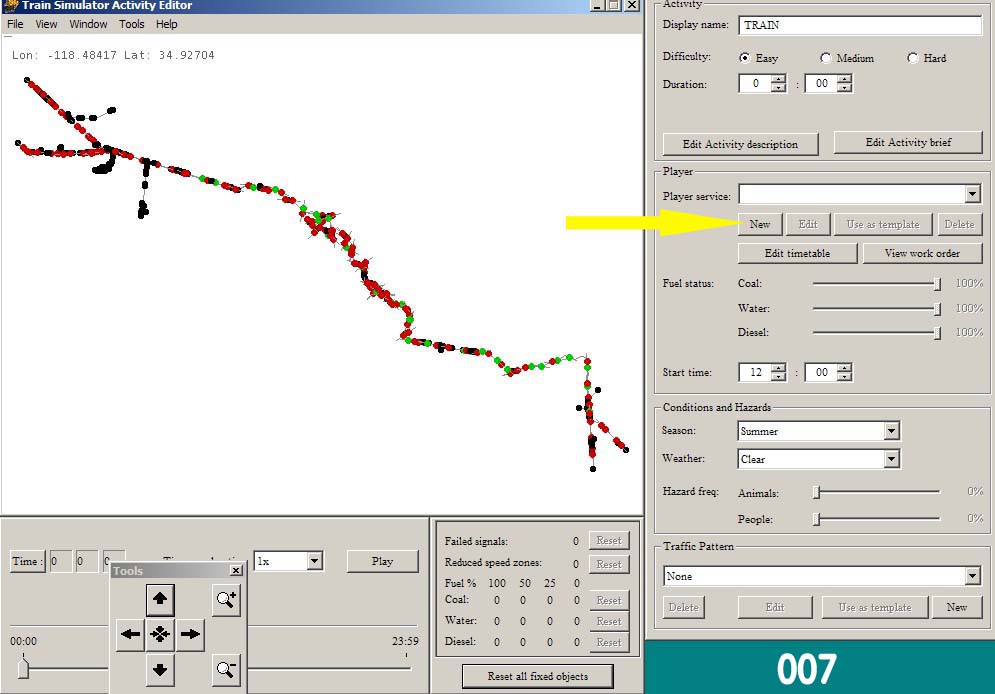 Train Simulator Activity Editor
File View Window Tools Help
Lon: -118.48417 Lat: 34.92704
Activity
Display name: TRAIN
Difficulty: Easy Medium Hard
Duration: 0 : 00
Edit Activity description Edit Activity brief
Player
Player service:
New Edit Use as template Delete
Edit timetable View work order
Fuel status: Coal: 100%
Water: 100%
Diesel: 100%
Start time: 12 : 00
Conditions and Hazards
Season: Summer
Weather: Clear
Hazard freq: Animals: 0%
People: 0%
Traffic Pattern
None
Delete Edit Use as template New
Time : 0 0 1x Play
Tools
00:00 23:59
Failed signals: 0 Reset
Reduced speed zones: 0 Reset
Fuel % 100 50 25 0
Coal: 0 0 0 0 Reset
Water: 0 0 0 0 Reset
Diesel: 0 0 0 0 Reset
Reset all fixed objects
007